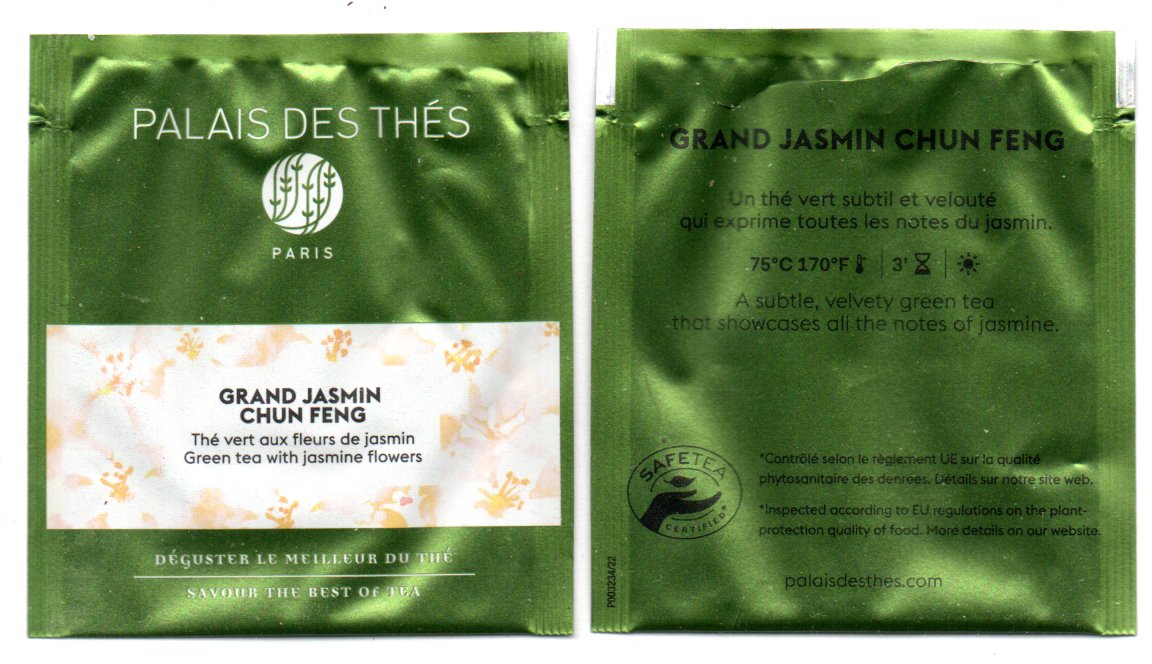 PALAIS DES THÉS
PARIS
GRAND JASMIN
CHUN FENG
Thé vert aux fleurs de jasmin
Green tea with jasmine flowers
DÉGUSTER LE MEILLEUR DU THÉ
SAVOUR THE BEST OF TEA
GRAND JASMIN CHUN FENG
Un thé vert subtil et velouté
qui exprime toutes les notes du jasmin.
75°C 170°F 3'
A subtle, velvety green tea
that showcases all the notes of jasmine.
SAFETEA
CERTIFIED*
*Contrôlé selon le règlement UE sur la qualité
phytosanitaire des denrées. Détails sur notre site web.
*Inspected according to EU regulations on the plant-
protection quality of food. More details on our website.
palaisdesthes.com
P003234/22